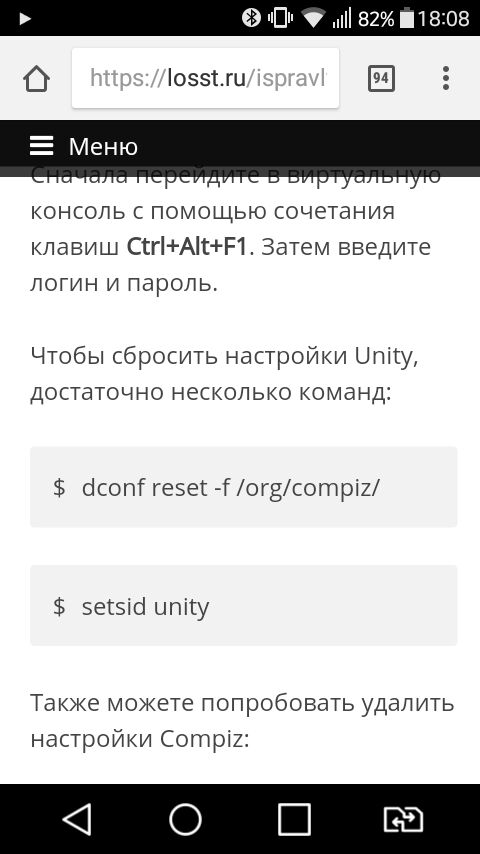 82% 18:08
https://losst.ru/ispravl
94
Меню
Сначала перейдите в виртуальную
консоль с помощью сочетания
клавиш Ctrl+Alt+F1. Затем введите
логин и пароль.
Чтобы сбросить настройки Unity,
достаточно несколько команд:
$ dconf reset -f /org/compiz/
$ setsid unity
Также можете попробовать удалить
настройки Compiz: